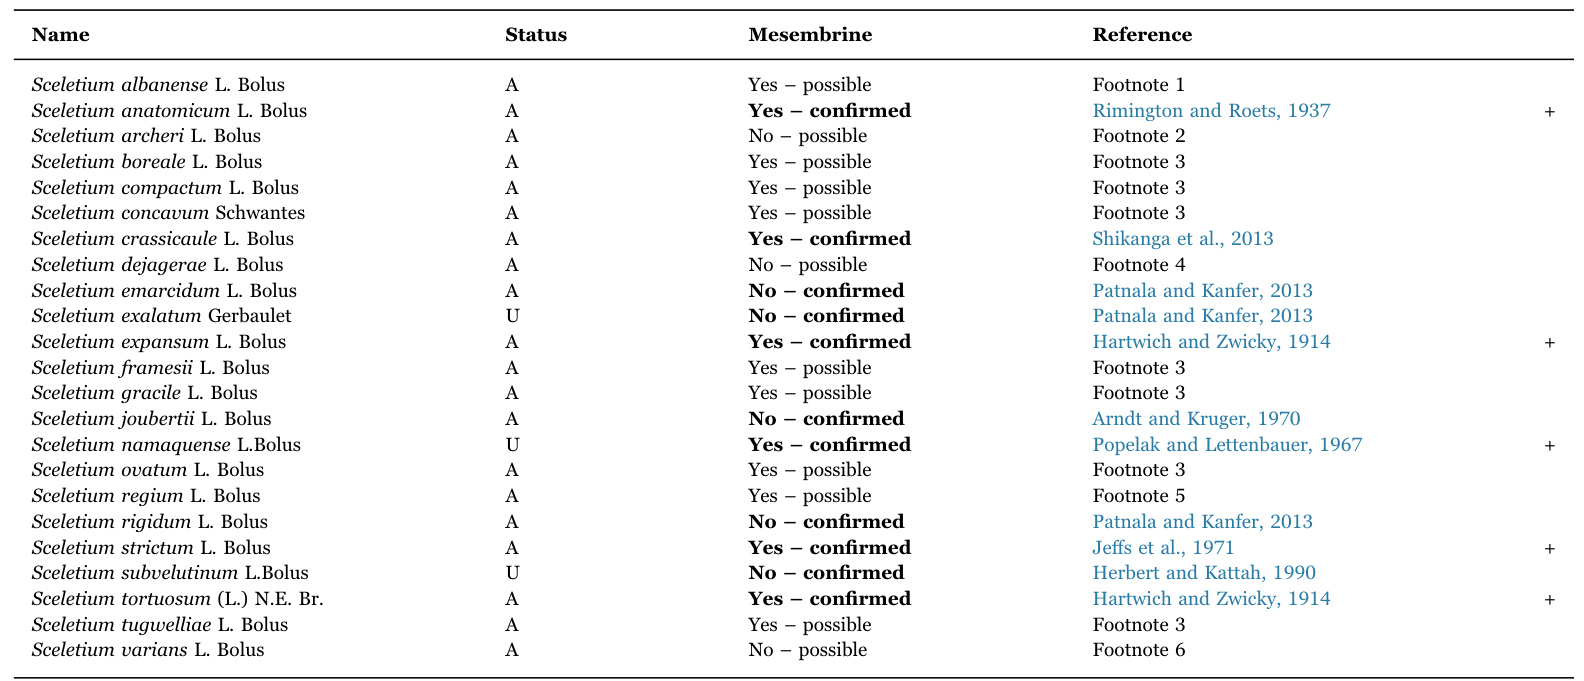 Name Status Mesembrine Reference
Sceletium albanense L. Bolus A Yes – possible Footnote 1
Sceletium anatomicum L. Bolus A Yes – confirmed Rimington and Roets, 1937 +
Sceletium archeri L. Bolus A No – possible Footnote 2
Sceletium boreale L. Bolus A Yes – possible Footnote 3
Sceletium compactum L. Bolus A Yes – possible Footnote 3
Sceletium concavum Schwantes A Yes – possible Footnote 3
Sceletium crassicaule L. Bolus A Yes – confirmed Shikanga et al., 2013
Sceletium dejagerae L. Bolus A No – possible Footnote 4
Sceletium emarcidum L. Bolus A No – confirmed Patnala and Kanfer, 2013
Sceletium exalatum Gerbaulet U No – confirmed Patnala and Kanfer, 2013
Sceletium expansum L. Bolus A Yes – confirmed Hartwich and Zwicky, 1914 +
Sceletium framesii L. Bolus A Yes – possible Footnote 3
Sceletium gracile L. Bolus A Yes – possible Footnote 3
Sceletium joubertii L. Bolus A No – confirmed Arndt and Kruger, 1970
Sceletium namaquense L.Bolus U Yes – confirmed Popelak and Lettenbauer, 1967 +
Sceletium ovatum L. Bolus A Yes – possible Footnote 3
Sceletium regium L. Bolus A Yes – possible Footnote 5
Sceletium rigidum L. Bolus A No – confirmed Patnala and Kanfer, 2013
Sceletium strictum L. Bolus A Yes – confirmed Jeffs et al., 1971 +
Sceletium subvelutinum L.Bolus U No – confirmed Herbert and Kattah, 1990
Sceletium tortuosum (L.) N.E. Br. A Yes – confirmed Hartwich and Zwicky, 1914 +
Sceletium tugwelliae L. Bolus A Yes – possible Footnote 3
Sceletium varians L. Bolus A No – possible Footnote 6